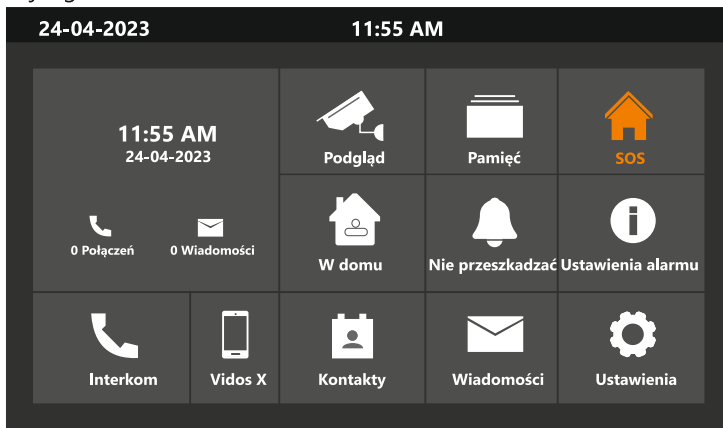 24-04-2023 11:55 AM
11:55 AM
24-04-2023
0 Połączeń 0 Wiadomości
Podgląd Pamięć SOS
W domu Nie przeszkadzać Ustawienia alarmu
Interkom Vidos X Kontakty Wiadomości Ustawienia